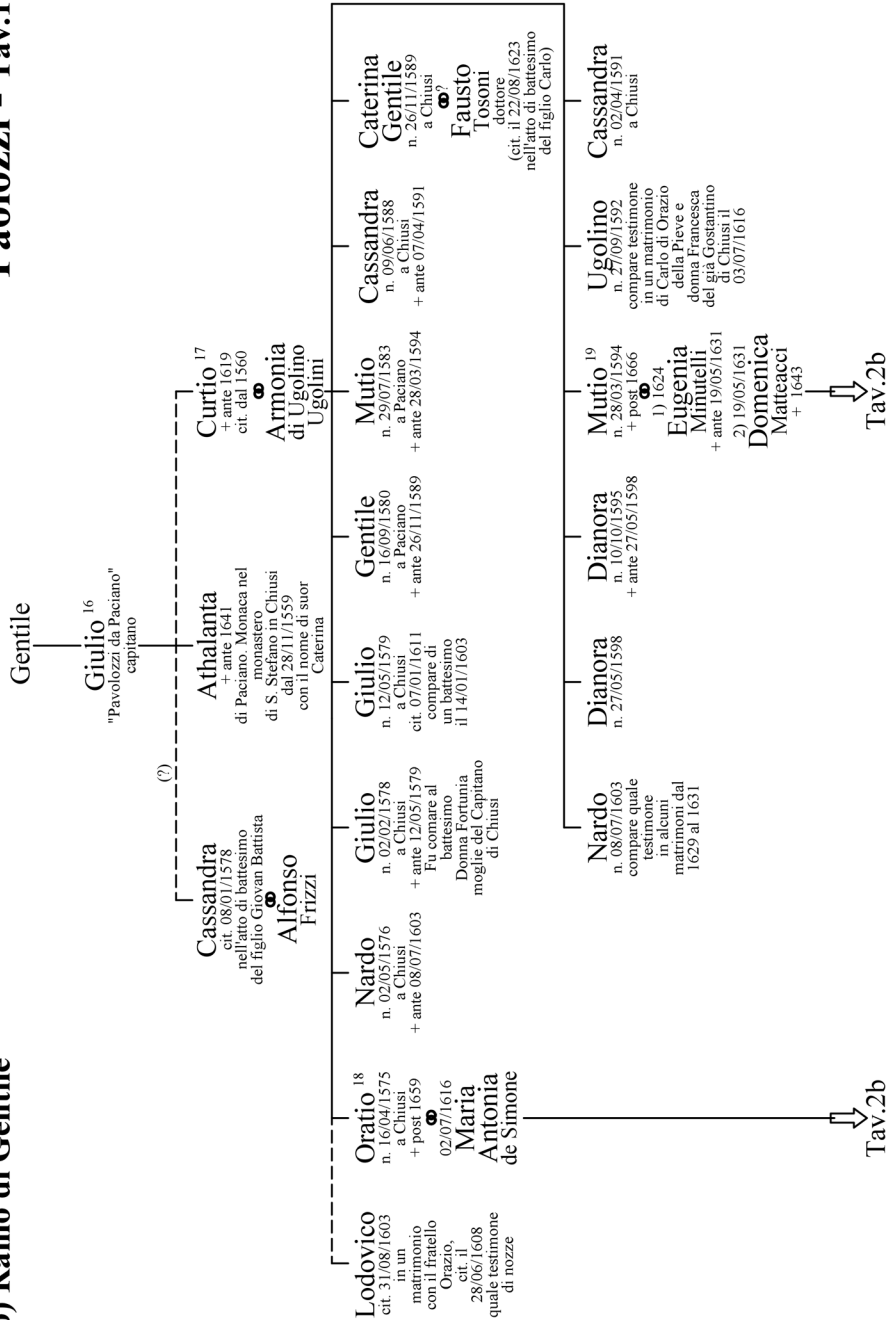 b) Ramo di Gentile
Paolozzi - Tav.1
Gentile
Giulio 16
"Pavolozzi da Paciano"
capitano
(?)
Cassandra
cit. 08/01/1578
nell'atto di battesimo
del figlio Giovan Battista
Alfonso
Frizzi
Athalanta
+ ante 1641
di Paciano. Monaca nel
monastero
di S. Stefano in Chiusi
dal 28/11/1559
con il nome di suor
Caterina
Curtio 17
+ ante 1619
cit. dal 1560
Armonia
di Ugolino
Ugolini
Lodovico
cit. 31/08/1603
in un
matrimonio
con il fratello
Orazio,
cit. il
28/06/1608
quale testimone
di nozze
Oratio 18
n. 16/04/1575
a Chiusi
+ post 1659
02/07/1616
Maria
Antonia
de Simone
Tav.2b
Nardo
n. 02/05/1576
a Chiusi
+ ante 08/07/1603
Giulio
n. 02/02/1578
a Chiusi
+ ante 12/05/1579
Fu comare al
battesimo
Donna Fortunia
moglie del Capitano
di Chiusi
Giulio
n. 12/05/1579
a Chiusi
cit. 07/01/1611
compare di
un battesimo
il 14/01/1603
Gentile
n. 16/09/1580
a Paciano
+ ante 26/11/1589
Mutio
n. 29/07/1583
a Paciano
+ ante 28/03/1594
Cassandra
n. 09/06/1588
a Chiusi
+ ante 07/04/1591
Caterina
Gentile
n. 26/11/1589
a Chiusi
?
Fausto
Tosoni
dottore
(cit. il 22/08/1623
nell'atto di battesimo
del figlio Carlo)
Nardo
n. 08/07/1603
compare quale
testimone
in alcuni
matrimoni dal
1629 al 1631
Dianora
n. 27/05/1598
Dianora
n. 10/10/1595
+ ante 27/05/1598
Mutio 19
n. 28/03/1594
+ post 1666
1) 1624
Eugenia
Minutelli
+ ante 19/05/1631
2) 19/05/1631
Domenica
Matteacci
+ 1643
Tav.2b
Ugolino
n. 27/09/1592
compare testimone
in un matrimonio
di Carlo di Orazio
della Pieve e
donna Francesca
del già Gostantino
di Chiusi il
03/07/1616
Cassandra
n. 02/04/1591
a Chiusi